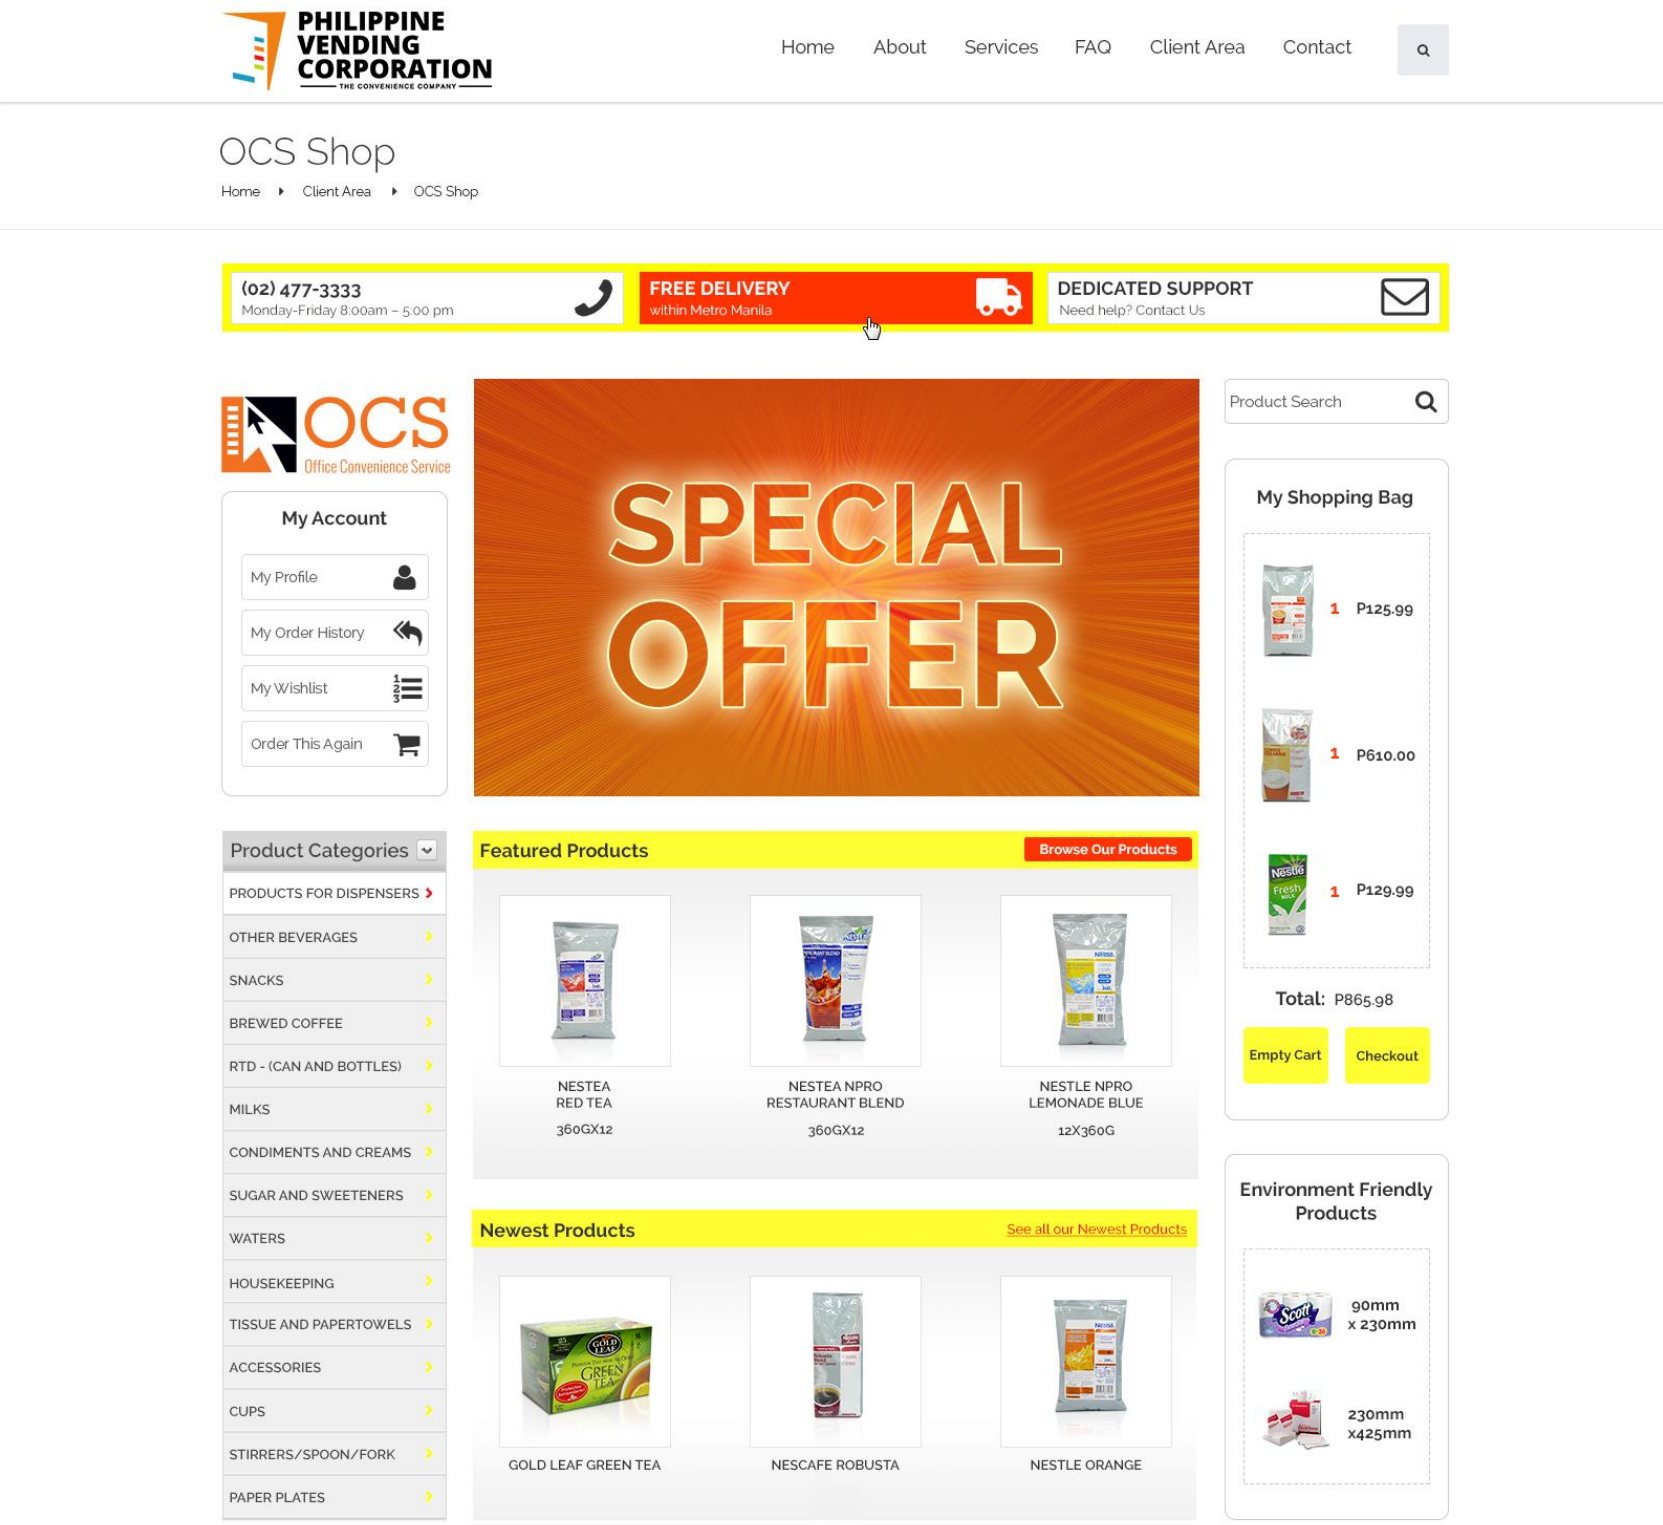 PHILIPPINE
VENDING
CORPORATION
THE CONVENIENCE COMPANY
Home About Services FAQ Client Area Contact
OCS Shop
Home Client Area OCS Shop
(02) 477-3333
Monday-Friday 8:00am – 5:00 pm
FREE DELIVERY
within Metro Manila
DEDICATED SUPPORT
Need help? Contact Us
OCS
Office Convenience Service
My Account
My Profile
My Order History
My Wishlist
Order This Again
SPECIAL
OFFER
Product Search
My Shopping Bag
1 P125.99
1 P610.00
Nestle
Fresh
MILK
1 P129.99
Total: P865.98
Empty Cart Checkout
Product Categories
PRODUCTS FOR DISPENSERS
OTHER BEVERAGES
SNACKS
BREWED COFFEE
RTD - (CAN AND BOTTLES)
MILKS
CONDIMENTS AND CREAMS
SUGAR AND SWEETENERS
WATERS
HOUSEKEEPING
TISSUE AND PAPERTOWELS
ACCESSORIES
CUPS
STIRRERS/SPOON/FORK
PAPER PLATES
Featured Products
Browse Our Products
NESTEA
RED TEA
360GX12
NESTEA NPRO
RESTAURANT BLEND
360GX12
NESTLE NPRO
LEMONADE BLUE
12X360G
Newest Products
See all our Newest Products
GOLD
LEAF
GREEN
TEA
GOLD LEAF GREEN TEA
NESCAFE ROBUSTA
NESTLE ORANGE
Environment Friendly
Products
Scott
90mm
x 230mm
230mm
x425mm